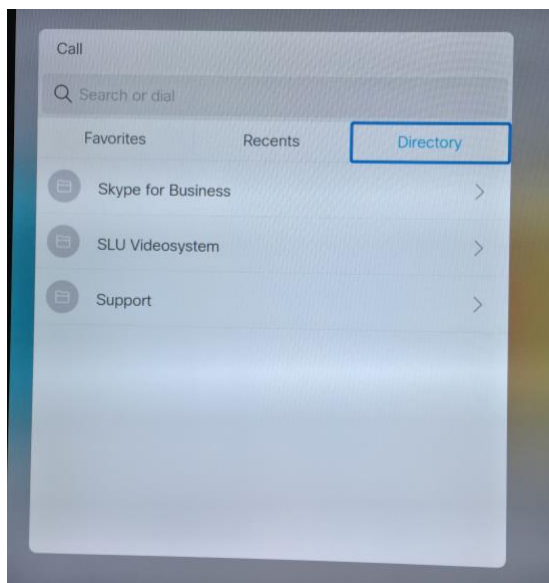 Call
Search or dial
Favorites Recents Directory
Skype for Business
SLU Videosystem
Support